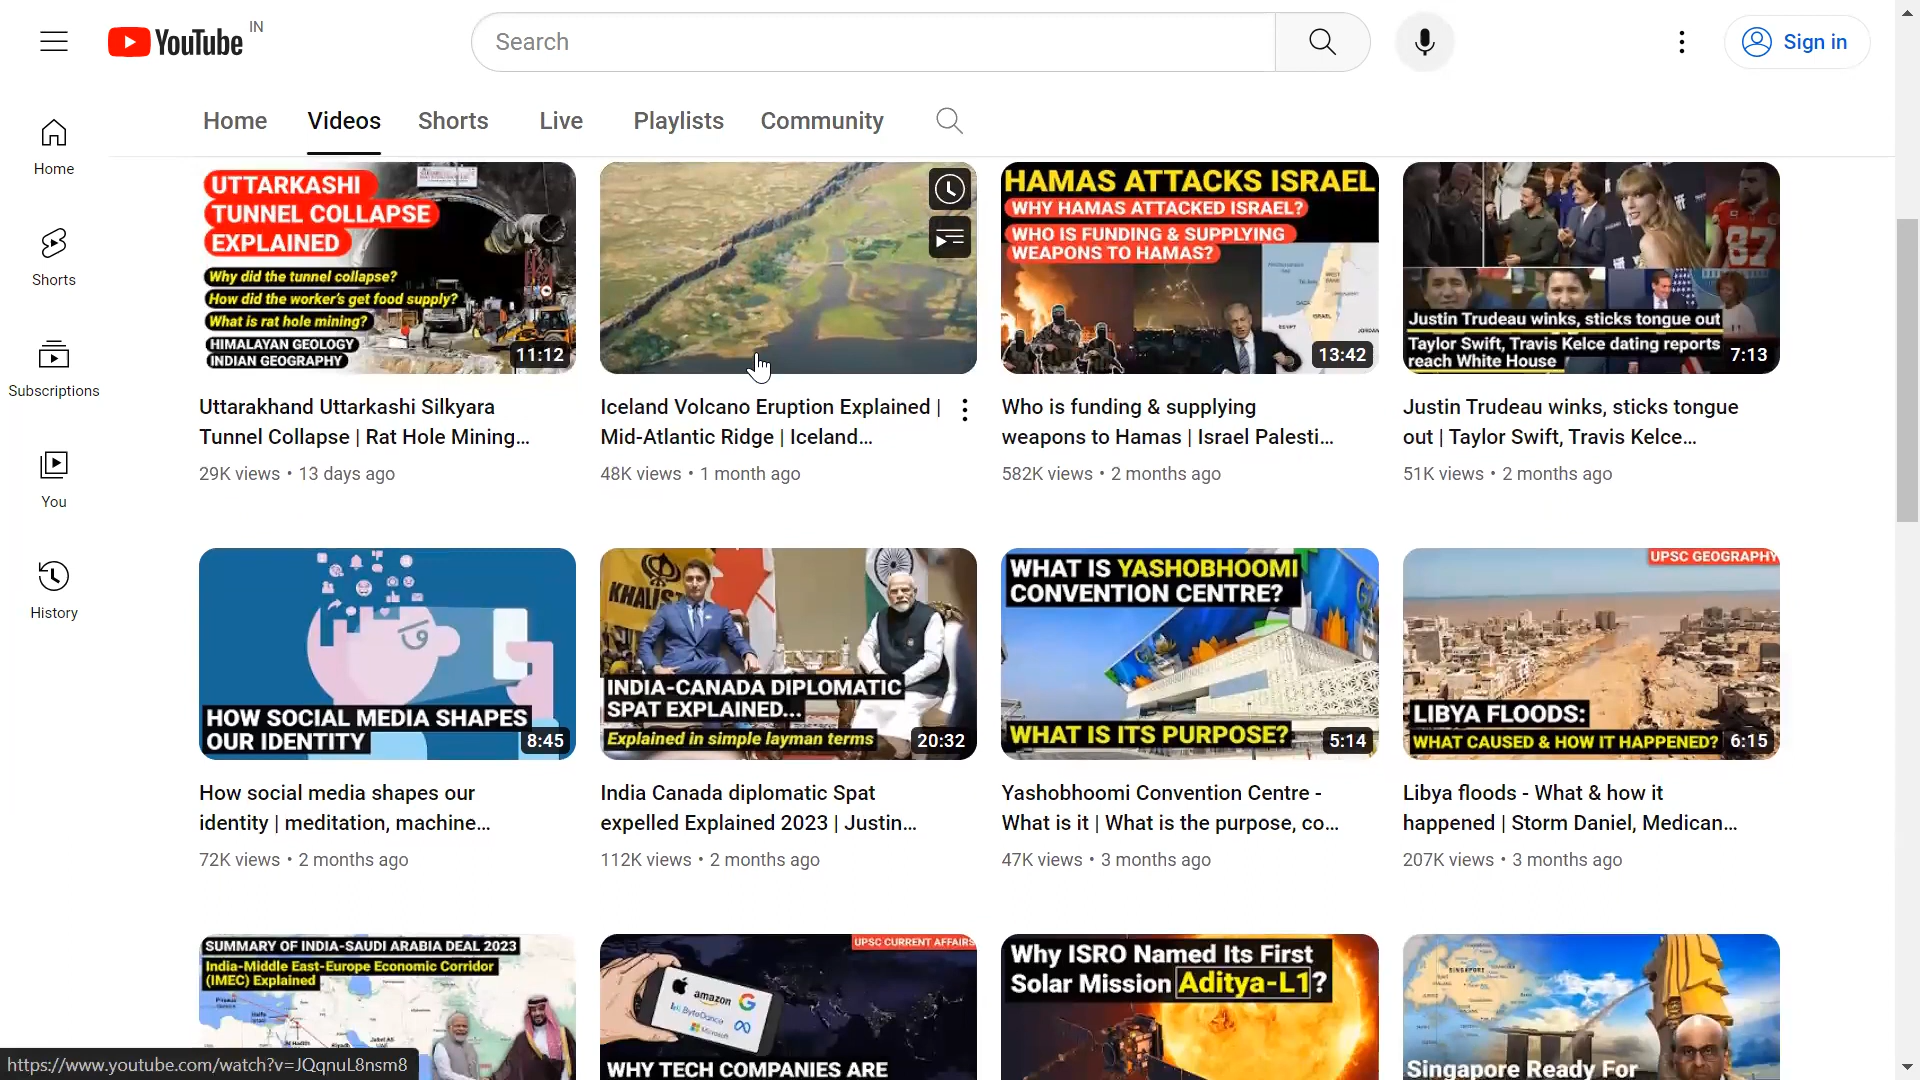 YouTube IN
Search
Sign in
Home
Shorts
Subscriptions
You
History
Home Videos Shorts Live Playlists Community
UTTARKASHI
TUNNEL COLLAPSE
EXPLAINED
Why did the tunnel collapse?
How did the worker's get food supply?
What is rat hole mining?
HIMALAYAN GEOLOGY
INDIAN GEOGRAPHY
11:12
Uttarakhand Uttarkashi Silkyara
Tunnel Collapse | Rat Hole Mining...
29K views • 13 days ago
Iceland Volcano Eruption Explained |
Mid-Atlantic Ridge | Iceland...
48K views • 1 month ago
HAMAS ATTACKS ISRAEL
WHY HAMAS ATTACKED ISRAEL?
WHO IS FUNDING & SUPPLYING
WEAPONS TO HAMAS?
GAZA
ISRAEL
EGYPT
JORDAN
13:42
Who is funding & supplying
weapons to Hamas | Israel Palesti...
582K views • 2 months ago
87
Justin Trudeau winks, sticks tongue out
Taylor Swift, Travis Kelce dating reports
reach White House
7:13
Justin Trudeau winks, sticks tongue
out | Taylor Swift, Travis Kelce...
51K views • 2 months ago
HOW SOCIAL MEDIA SHAPES
OUR IDENTITY
8:45
How social media shapes our
identity | meditation, machine...
72K views • 2 months ago
KHALIS
INDIA-CANADA DIPLOMATIC
SPAT EXPLAINED...
Explained in simple layman terms
20:32
India Canada diplomatic Spat
expelled Explained 2023 | Justin...
112K views • 2 months ago
WHAT IS YASHOBHOOMI
CONVENTION CENTRE?
WHAT IS ITS PURPOSE?
5:14
Yashobhoomi Convention Centre -
What is it | What is the purpose, co...
47K views • 3 months ago
UPSC GEOGRAPHY
LIBYA FLOODS:
WHAT CAUSED & HOW IT HAPPENED?
6:15
Libya floods - What & how it
happened | Storm Daniel, Medican...
207K views • 3 months ago
SUMMARY OF INDIA-SAUDI ARABIA DEAL 2023
India-Middle East-Europe Economic Corridor
(IMEC) Explained
UPSC CURRENT AFFAIRS
amazon
ByteDance
Microsoft
WHY TECH COMPANIES ARE
Why ISRO Named Its First
Solar Mission Aditya-L1?
SINGAPORE
Singapore Ready For
https://www.youtube.com/watch?v=JQqnuL8nsm8